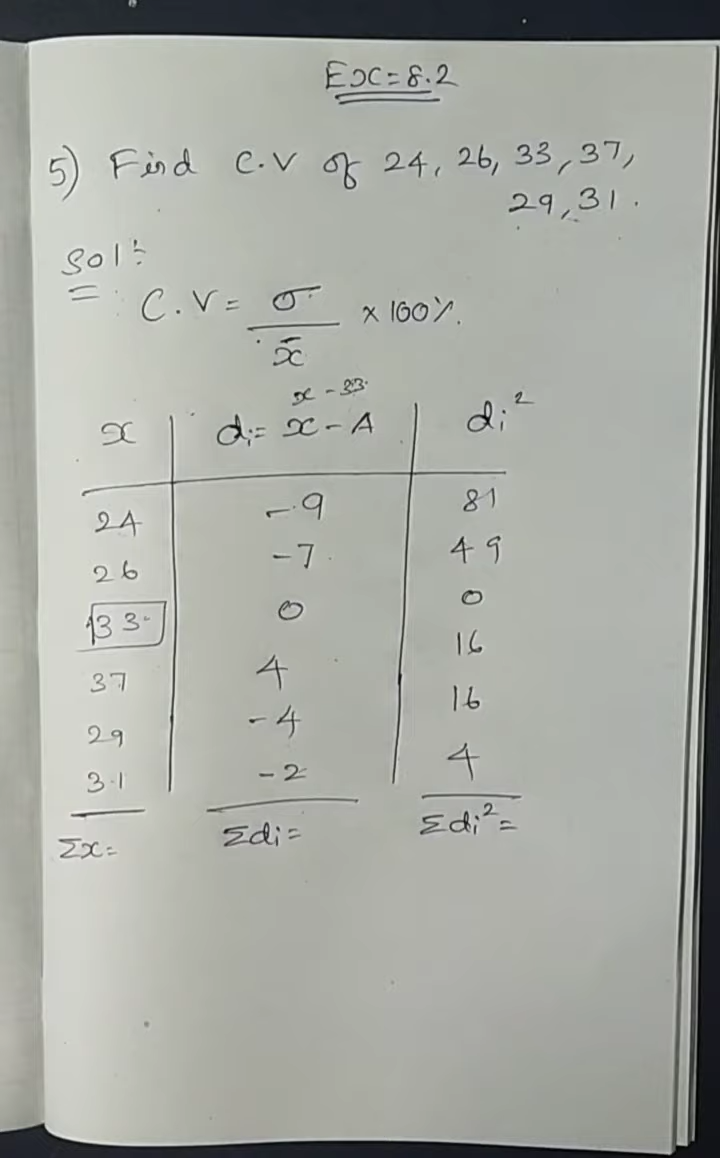 Ex = 8.2
5) Find C.V of 24, 26, 33, 37,
29, 31.
Sol:
C.V = σ / x̄ × 100%.
x - 33
x | di = x - A | di²
24 | -9 | 81
26 | -7 | 49
33 | 0 | 0
37 | 4 | 16
29 | -4 | 16
31 | -2 | 4
Σx= Σdi= Σdi²=